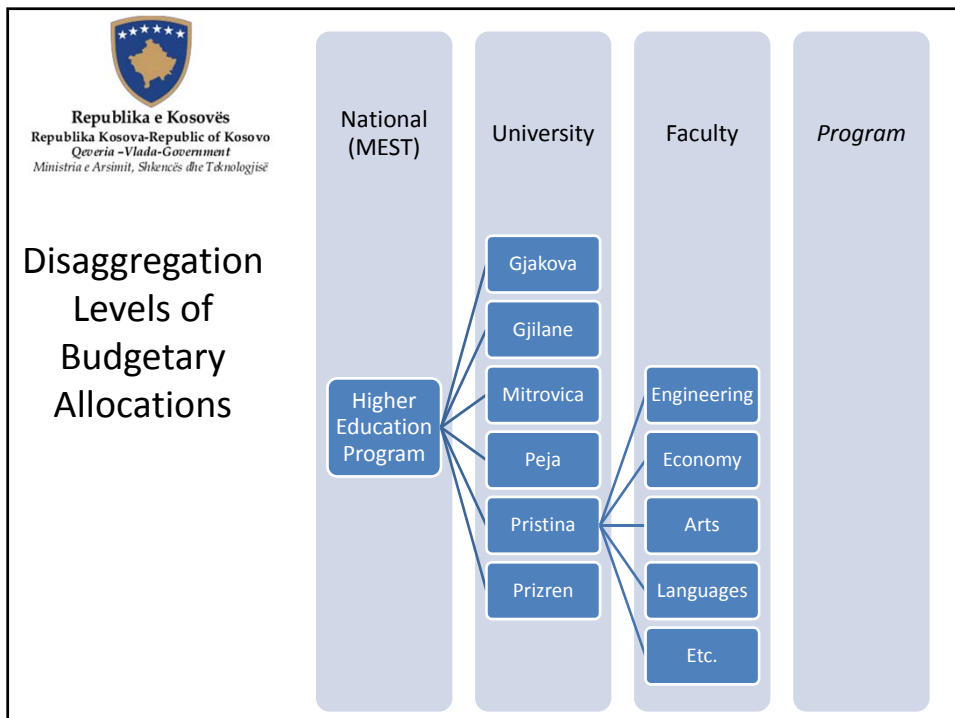 Republika e Kosovës
Republika Kosova-Republic of Kosovo
Qeveria –Vlada-Government
Ministria e Arsimit, Shkencës dhe Teknologjisë
Disaggregation
Levels of
Budgetary
Allocations
National
(MEST)
University
Faculty
Program
Higher
Education
Program
Gjakova
Gjilane
Mitrovica
Peja
Pristina
Prizren
Engineering
Economy
Arts
Languages
Etc.